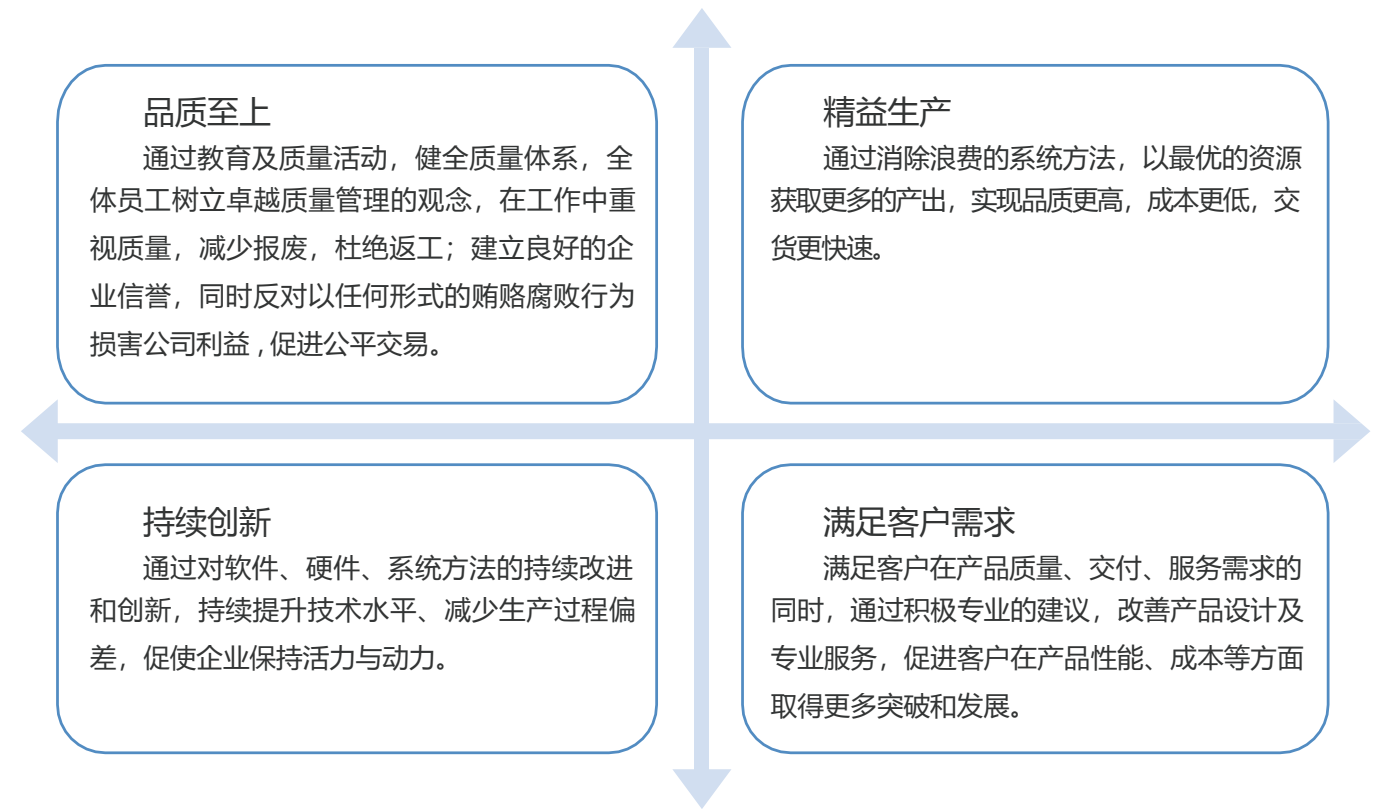 品质至上
通过教育及质量活动，健全质量体系，全
体员工树立卓越质量管理的观念，在工作中重
视质量，减少报废，杜绝返工；建立良好的企
业信誉，同时反对以任何形式的贿赂腐败行为
损害公司利益 ,促进公平交易。
精益生产
通过消除浪费的系统方法，以最优的资源
获取更多的产出，实现品质更高，成本更低，交
货更快速。
持续创新
通过对软件、硬件、系统方法的持续改进
和创新，持续提升技术水平、减少生产过程偏
差，促使企业保持活力与动力。
满足客户需求
满足客户在产品质量、交付、服务需求的
同时，通过积极专业的建议，改善产品设计及
专业服务，促进客户在产品性能、成本等方面
取得更多突破和发展。